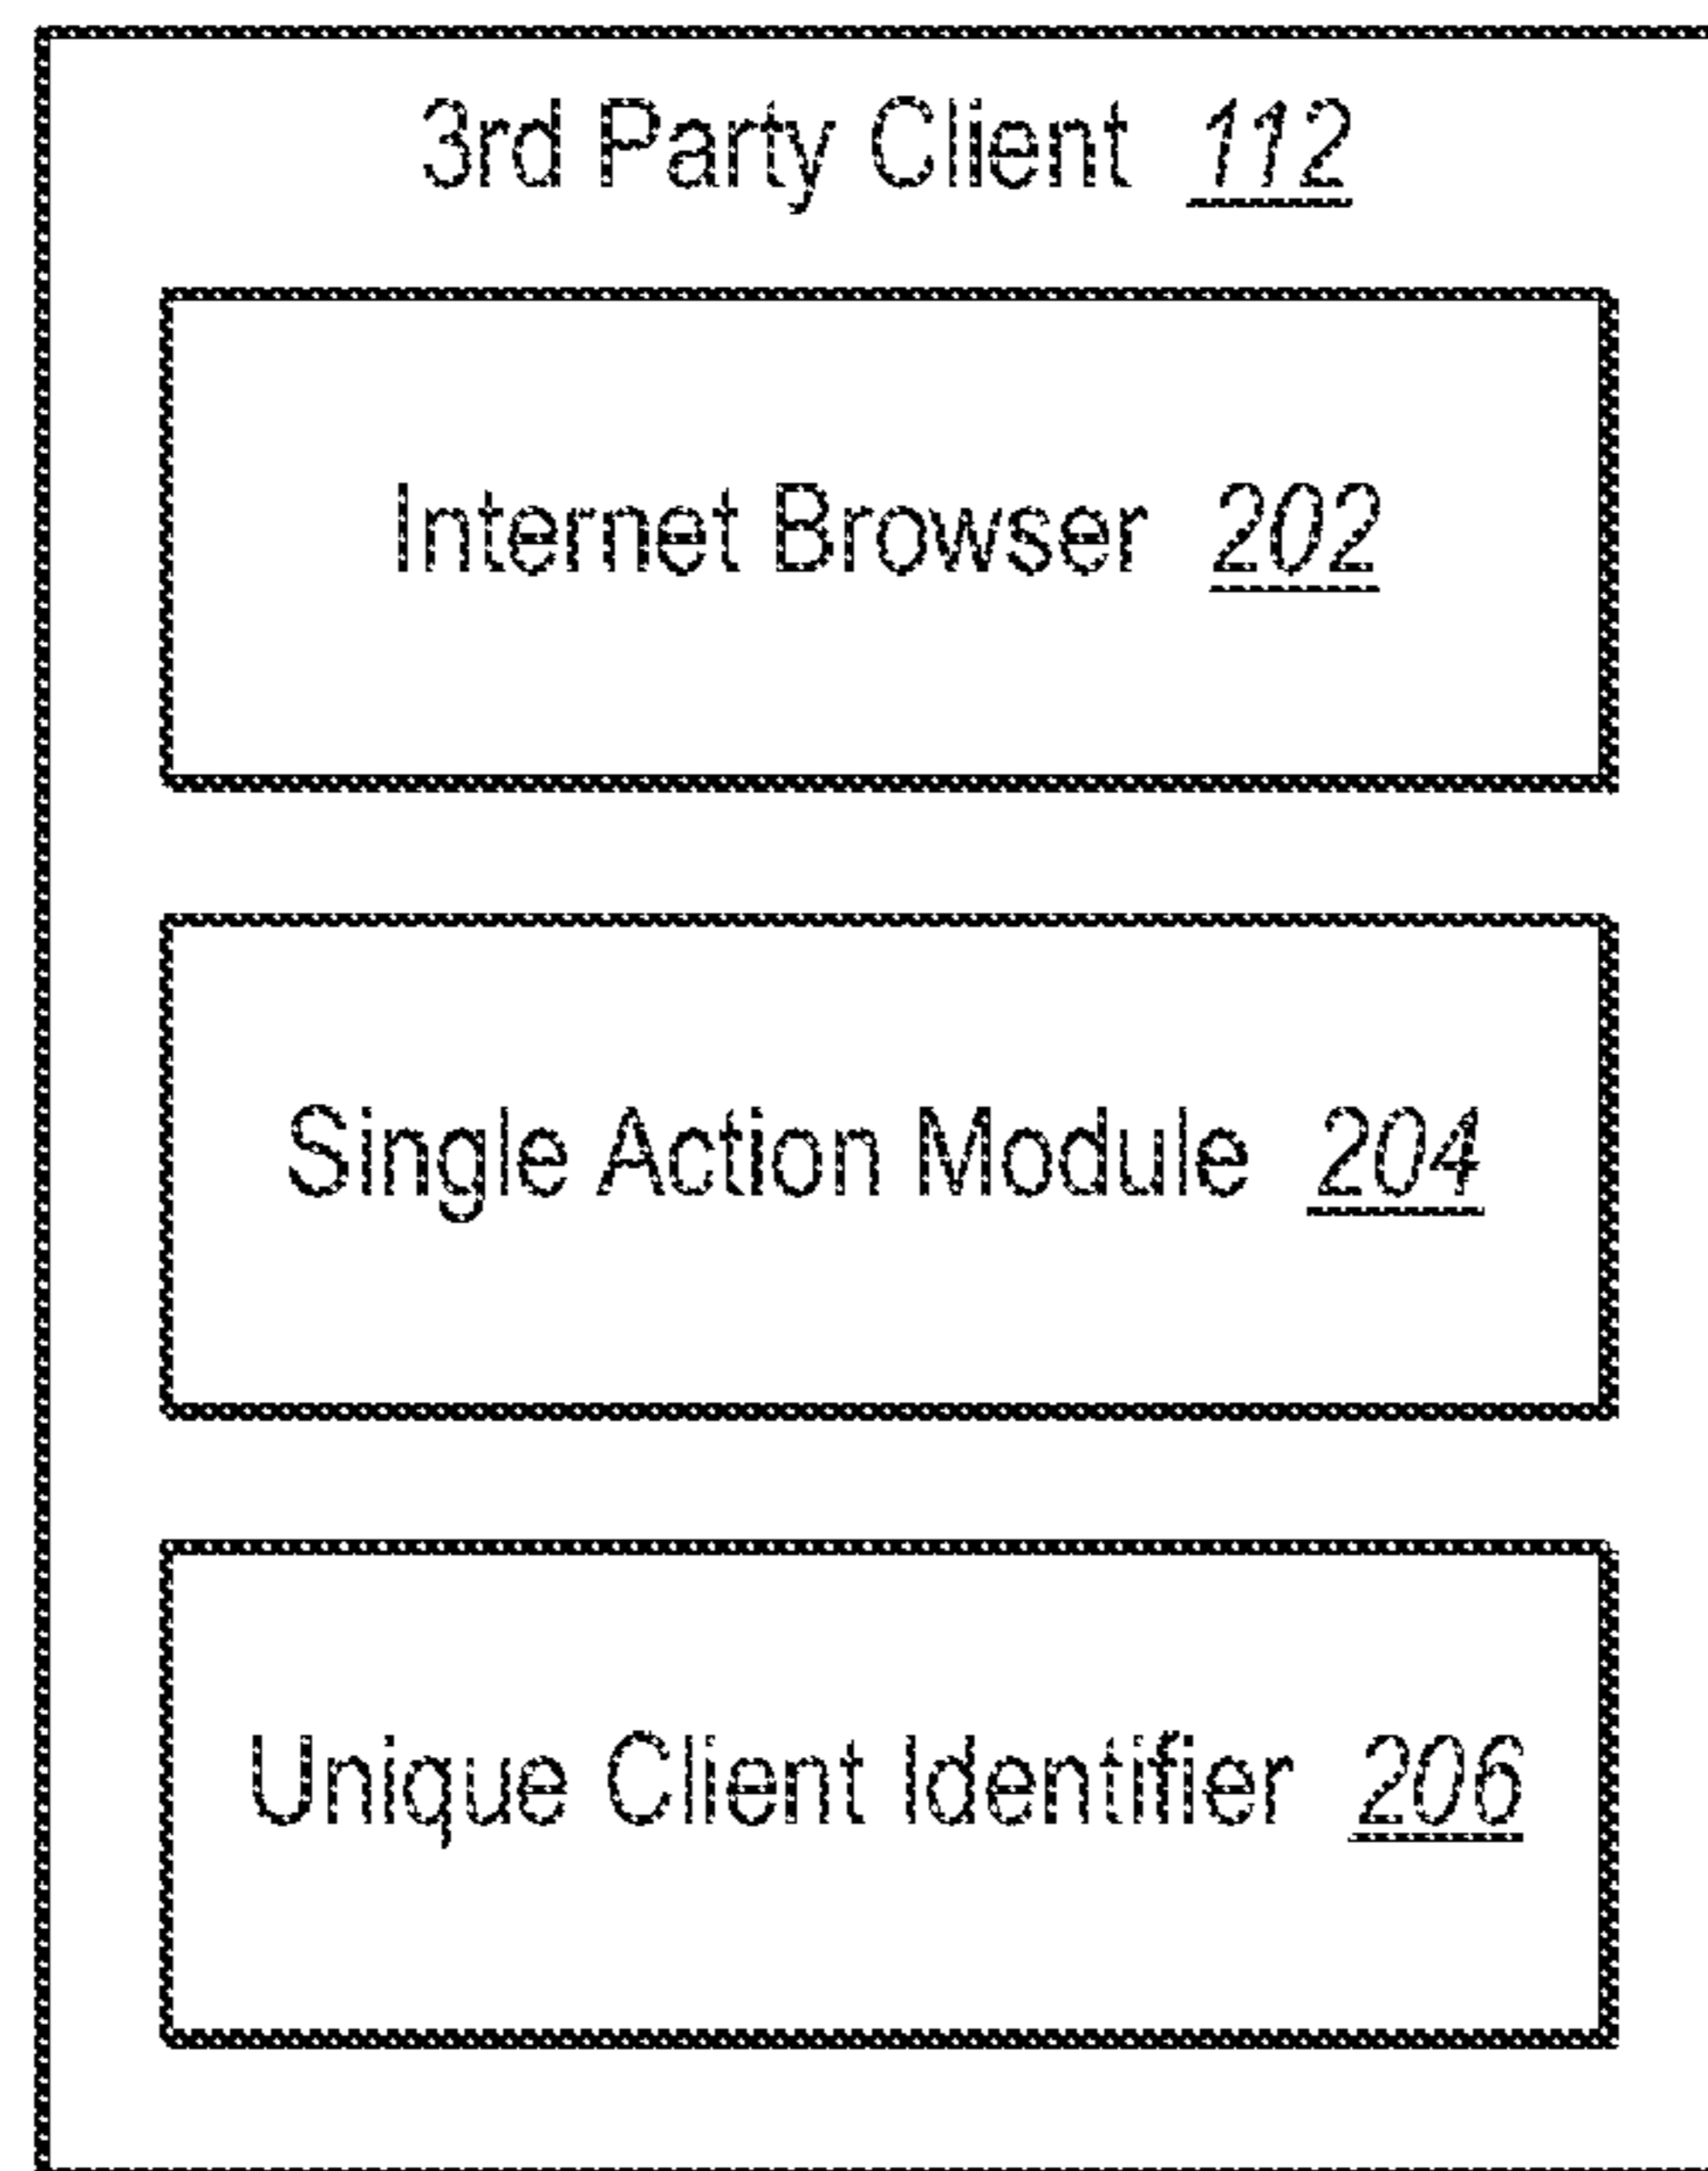 3rd Party Client 112
Internet Browser 202
Single Action Module 204
Unique Client Identifier 206